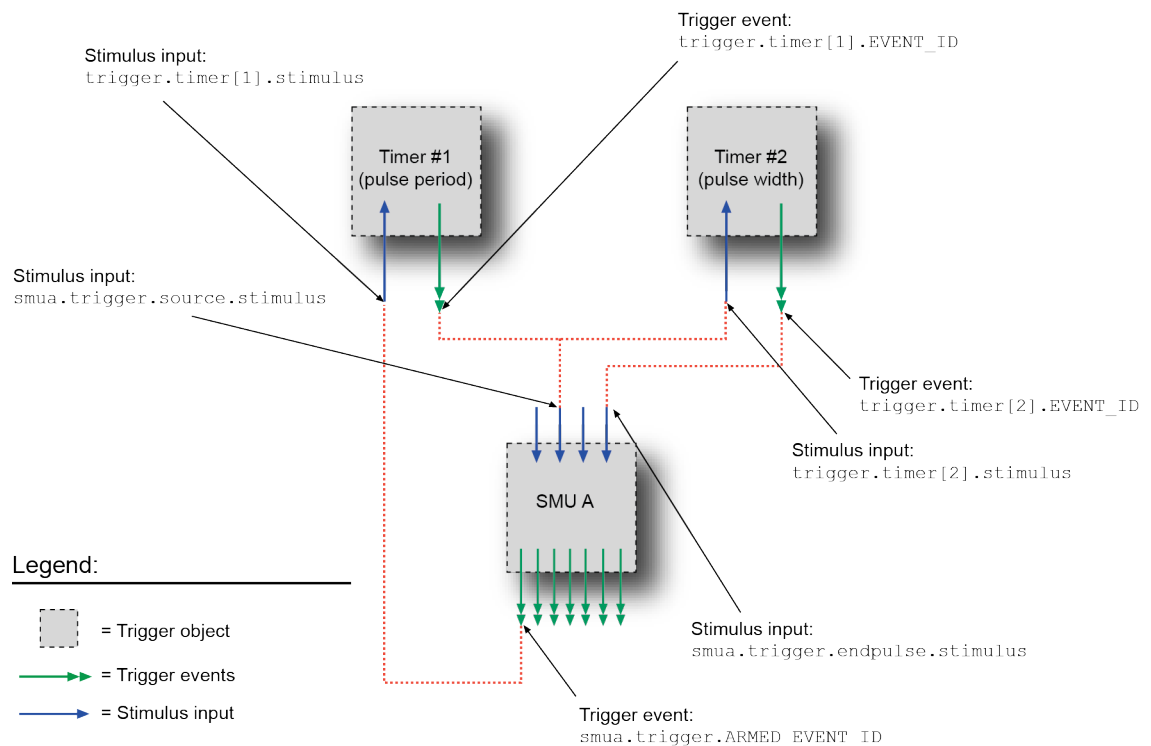 Trigger event:
trigger.timer[1].EVENT_ID
Stimulus input:
trigger.timer[1].stimulus
Timer #1
(pulse period)
Timer #2
(pulse width)
Stimulus input:
smua.trigger.source.stimulus
Trigger event:
trigger.timer[2].EVENT_ID
Stimulus input:
trigger.timer[2].stimulus
SMU A
Legend:
= Trigger object
= Trigger events
= Stimulus input
Stimulus input:
smua.trigger.endpulse.stimulus
Trigger event:
smua.trigger.ARMED_EVENT_ID